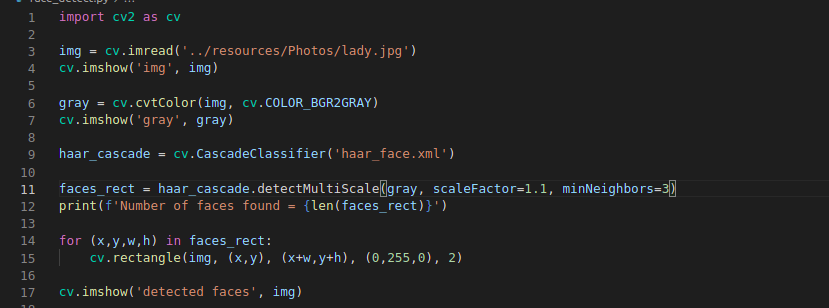 face_detect.py > ...
1 import cv2 as cv
2
3 img = cv.imread('../resources/Photos/lady.jpg')
4 cv.imshow('img', img)
5
6 gray = cv.cvtColor(img, cv.COLOR_BGR2GRAY)
7 cv.imshow('gray', gray)
8
9 haar_cascade = cv.CascadeClassifier('haar_face.xml')
10
11 faces_rect = haar_cascade.detectMultiScale(gray, scaleFactor=1.1, minNeighbors=3)
12 print(f'Number of faces found = {len(faces_rect)}')
13
14 for (x,y,w,h) in faces_rect:
15     cv.rectangle(img, (x,y), (x+w,y+h), (0,255,0), 2)
16
17 cv.imshow('detected faces', img)
18